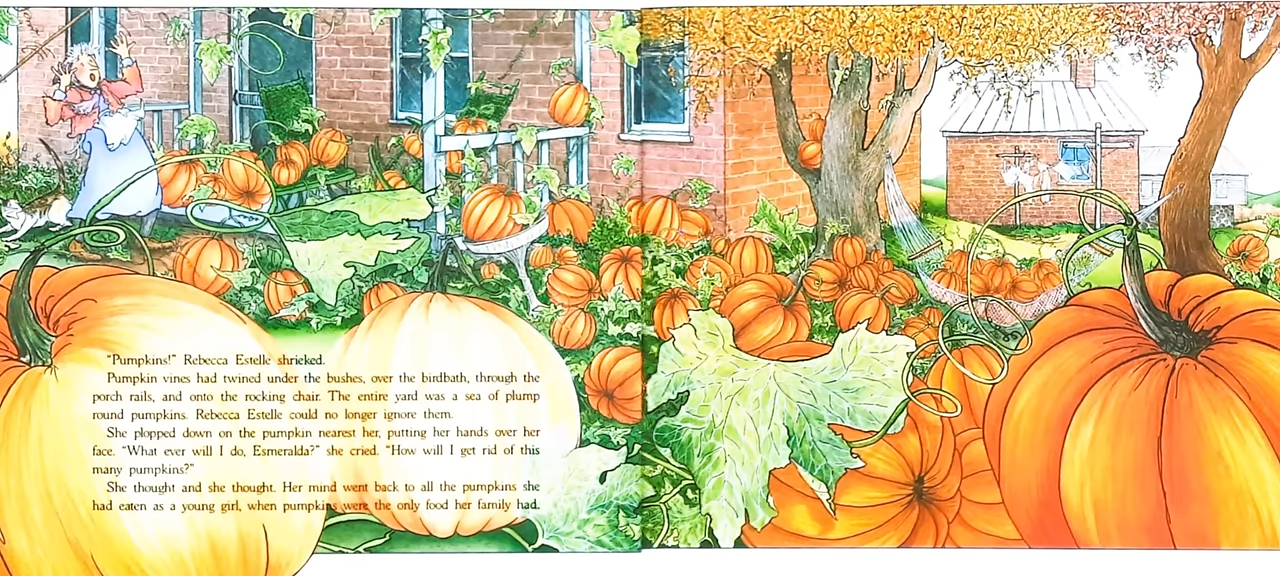 "Pumpkins!" Rebecca Estelle shrieked.
Pumpkin vines had twined under the bushes, over the birdbath, through the
porch rails, and onto the rocking chair. The entire yard was a sea of plump
round pumpkins. Rebecca Estelle could no longer ignore them.
She plopped down on the pumpkin nearest her, putting her hands over her
face. "What ever will I do, Esmeralda?" she cried. "How will I get rid of this
many pumpkins?"
She thought and she thought. Her mind went back to all the pumpkins she
had eaten as a young girl, when pumpkins were the only food her family had.